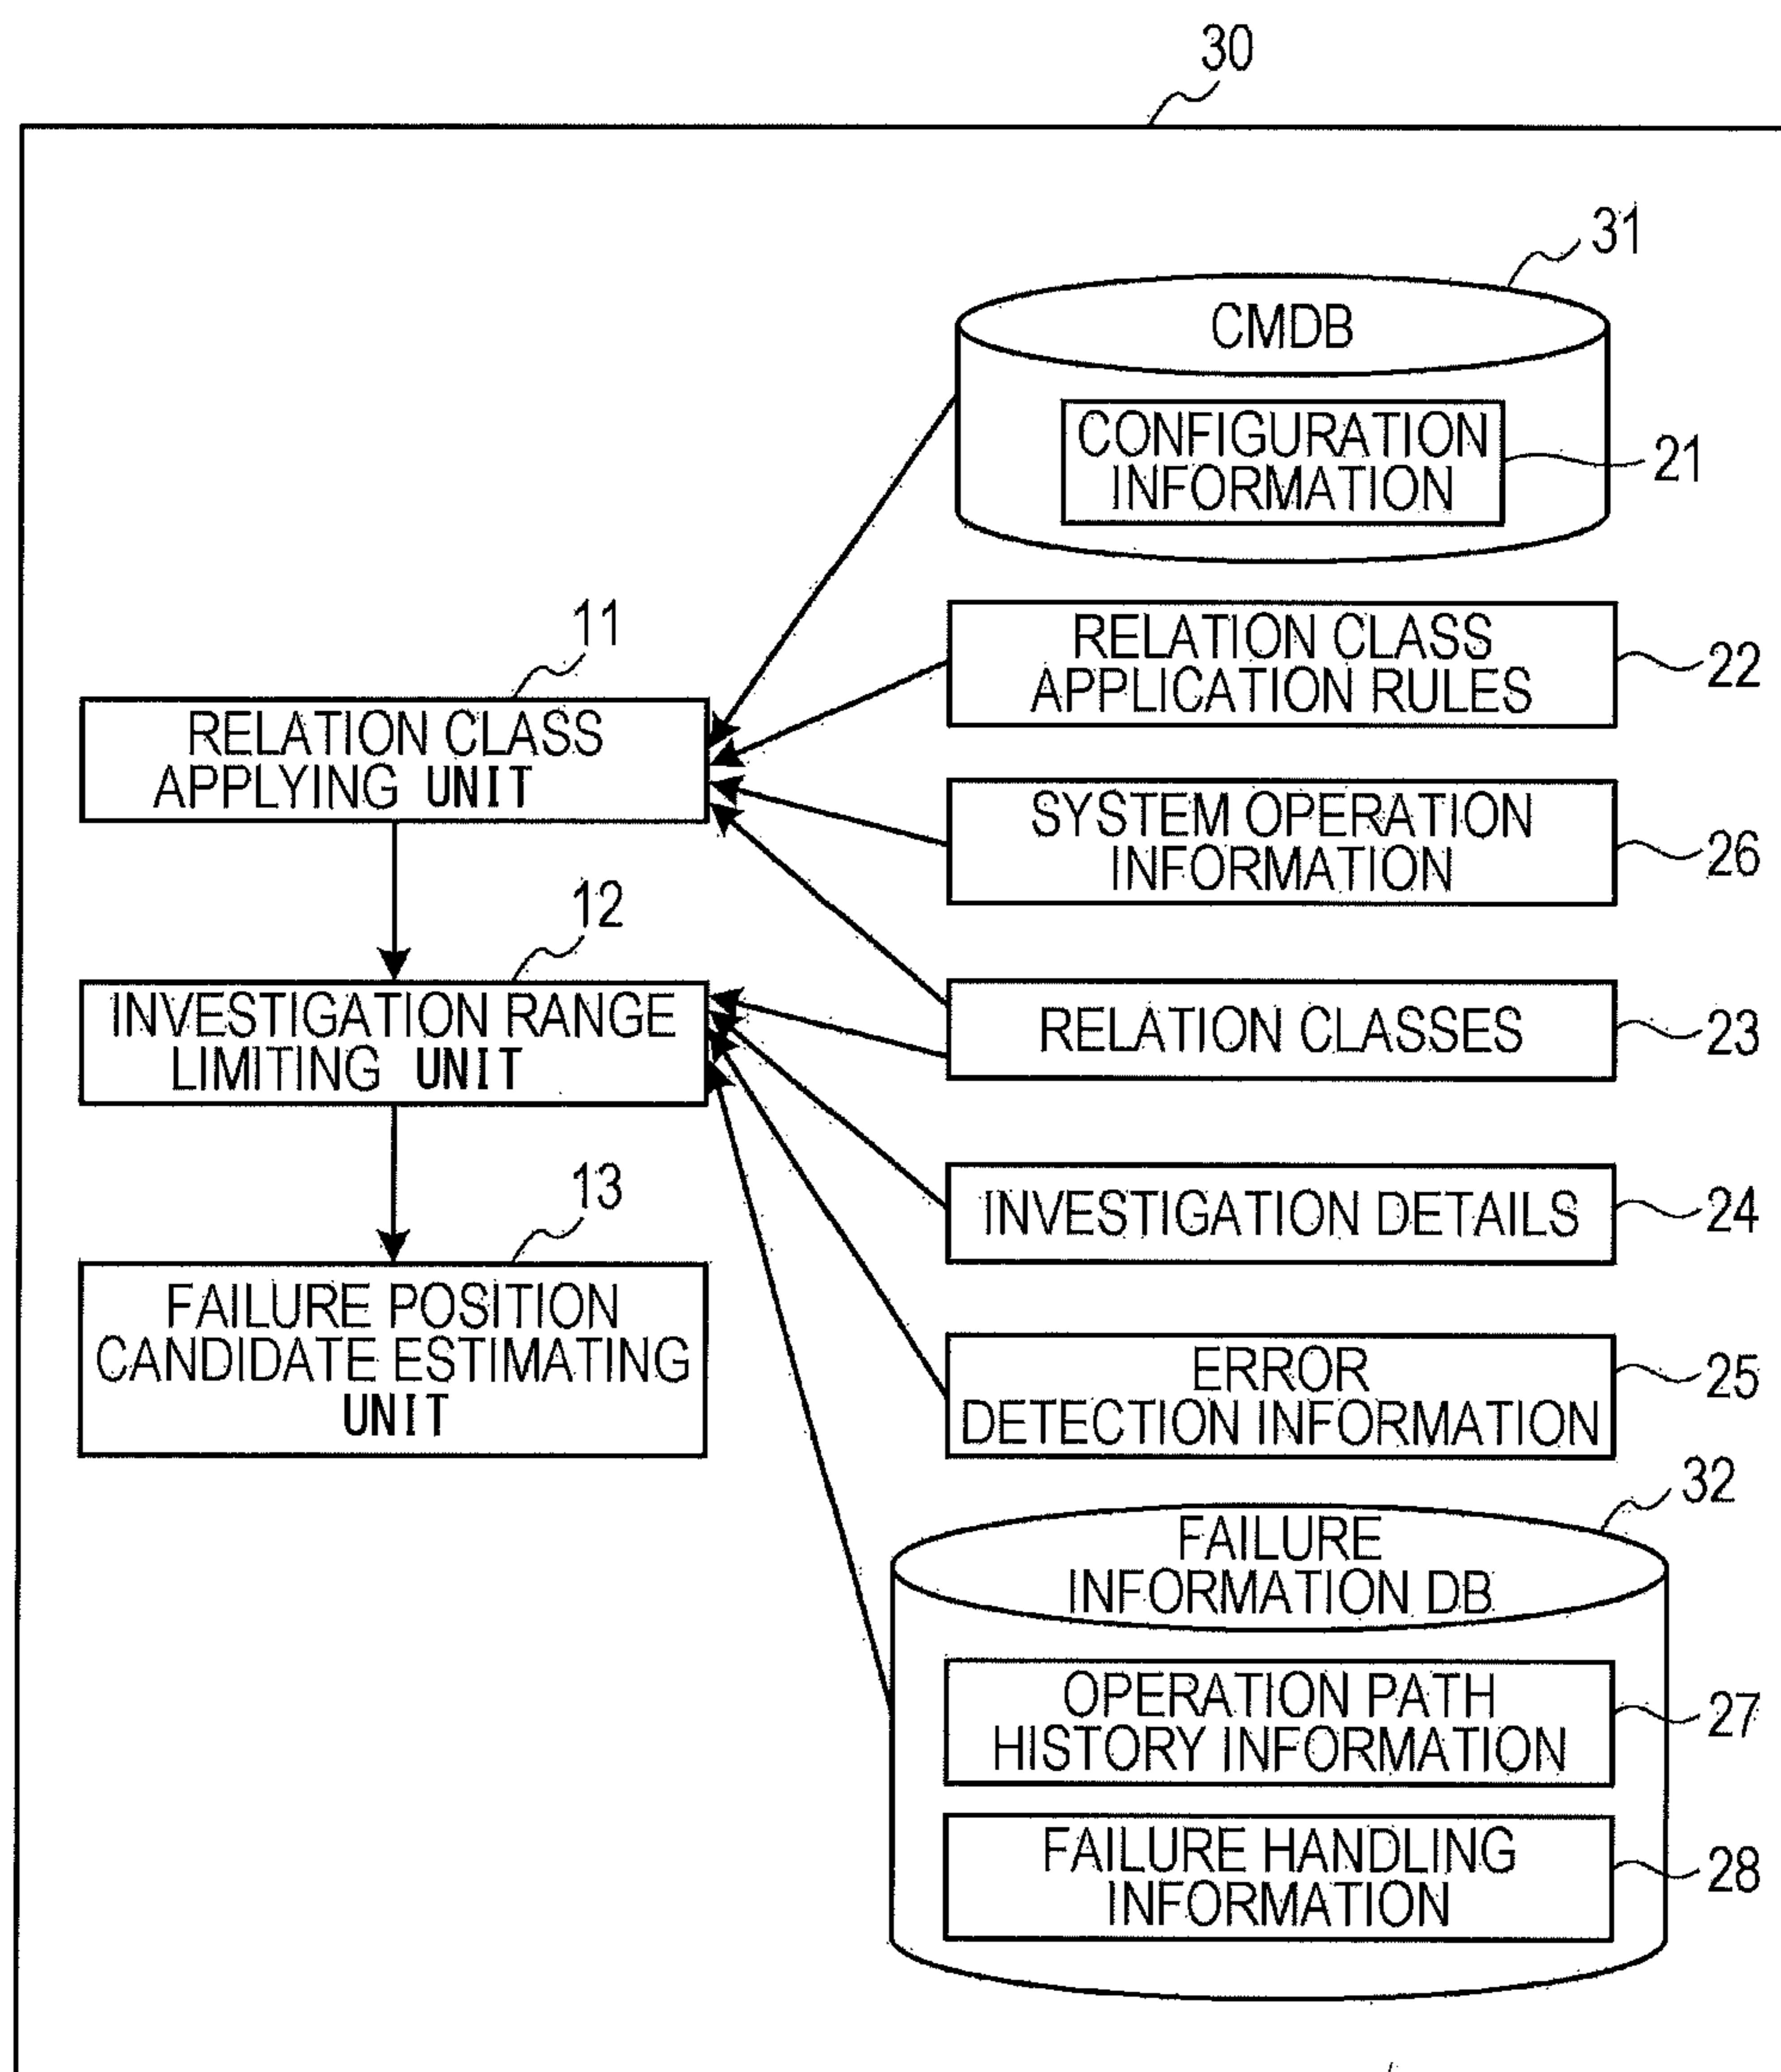 30
31
CMDB
CONFIGURATION
INFORMATION
21
11
RELATION CLASS
APPLYING UNIT
RELATION CLASS
APPLICATION RULES
22
SYSTEM OPERATION
INFORMATION
26
12
INVESTIGATION RANGE
LIMITING UNIT
RELATION CLASSES
23
13
FAILURE POSITION
CANDIDATE ESTIMATING
UNIT
INVESTIGATION DETAILS
24
ERROR
DETECTION INFORMATION
25
32
FAILURE
INFORMATION DB
OPERATION PATH
HISTORY INFORMATION
27
FAILURE HANDLING
INFORMATION
28